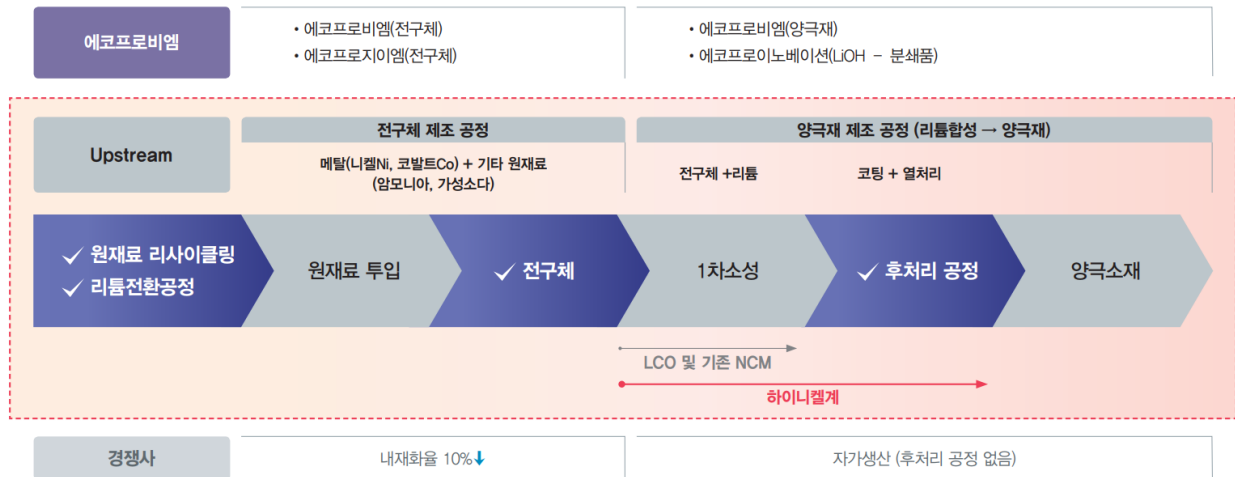 에코프로비엠
• 에코프로비엠(전구체)
• 에코프로지이엠(전구체)
• 에코프로비엠(양극재)
• 에코프로이노베이션(LiOH - 분쇄품)
Upstream
전구체 제조 공정
메탈(니켈Ni, 코발트Co) + 기타 원재료
(암모니아, 가성소다)
양극재 제조 공정 (리튬합성 → 양극재)
전구체 +리튬
코팅 + 열처리
✓ 원재료 리사이클링
✓ 리튬전환공정
원재료 투입
✓ 전구체
1차소성
✓ 후처리 공정
양극소재
LCO 및 기존 NCM
하이니켈계
경쟁사
내재화율 10%↓
자가생산 (후처리 공정 없음)